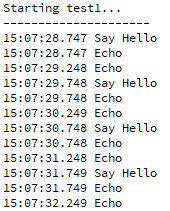 Starting test1...
---------------------
15:07:28.747 Say Hello
15:07:28.747 Echo
15:07:29.248 Echo
15:07:29.748 Say Hello
15:07:29.748 Echo
15:07:30.249 Echo
15:07:30.748 Say Hello
15:07:30.748 Echo
15:07:31.248 Echo
15:07:31.749 Say Hello
15:07:31.749 Echo
15:07:32.249 Echo